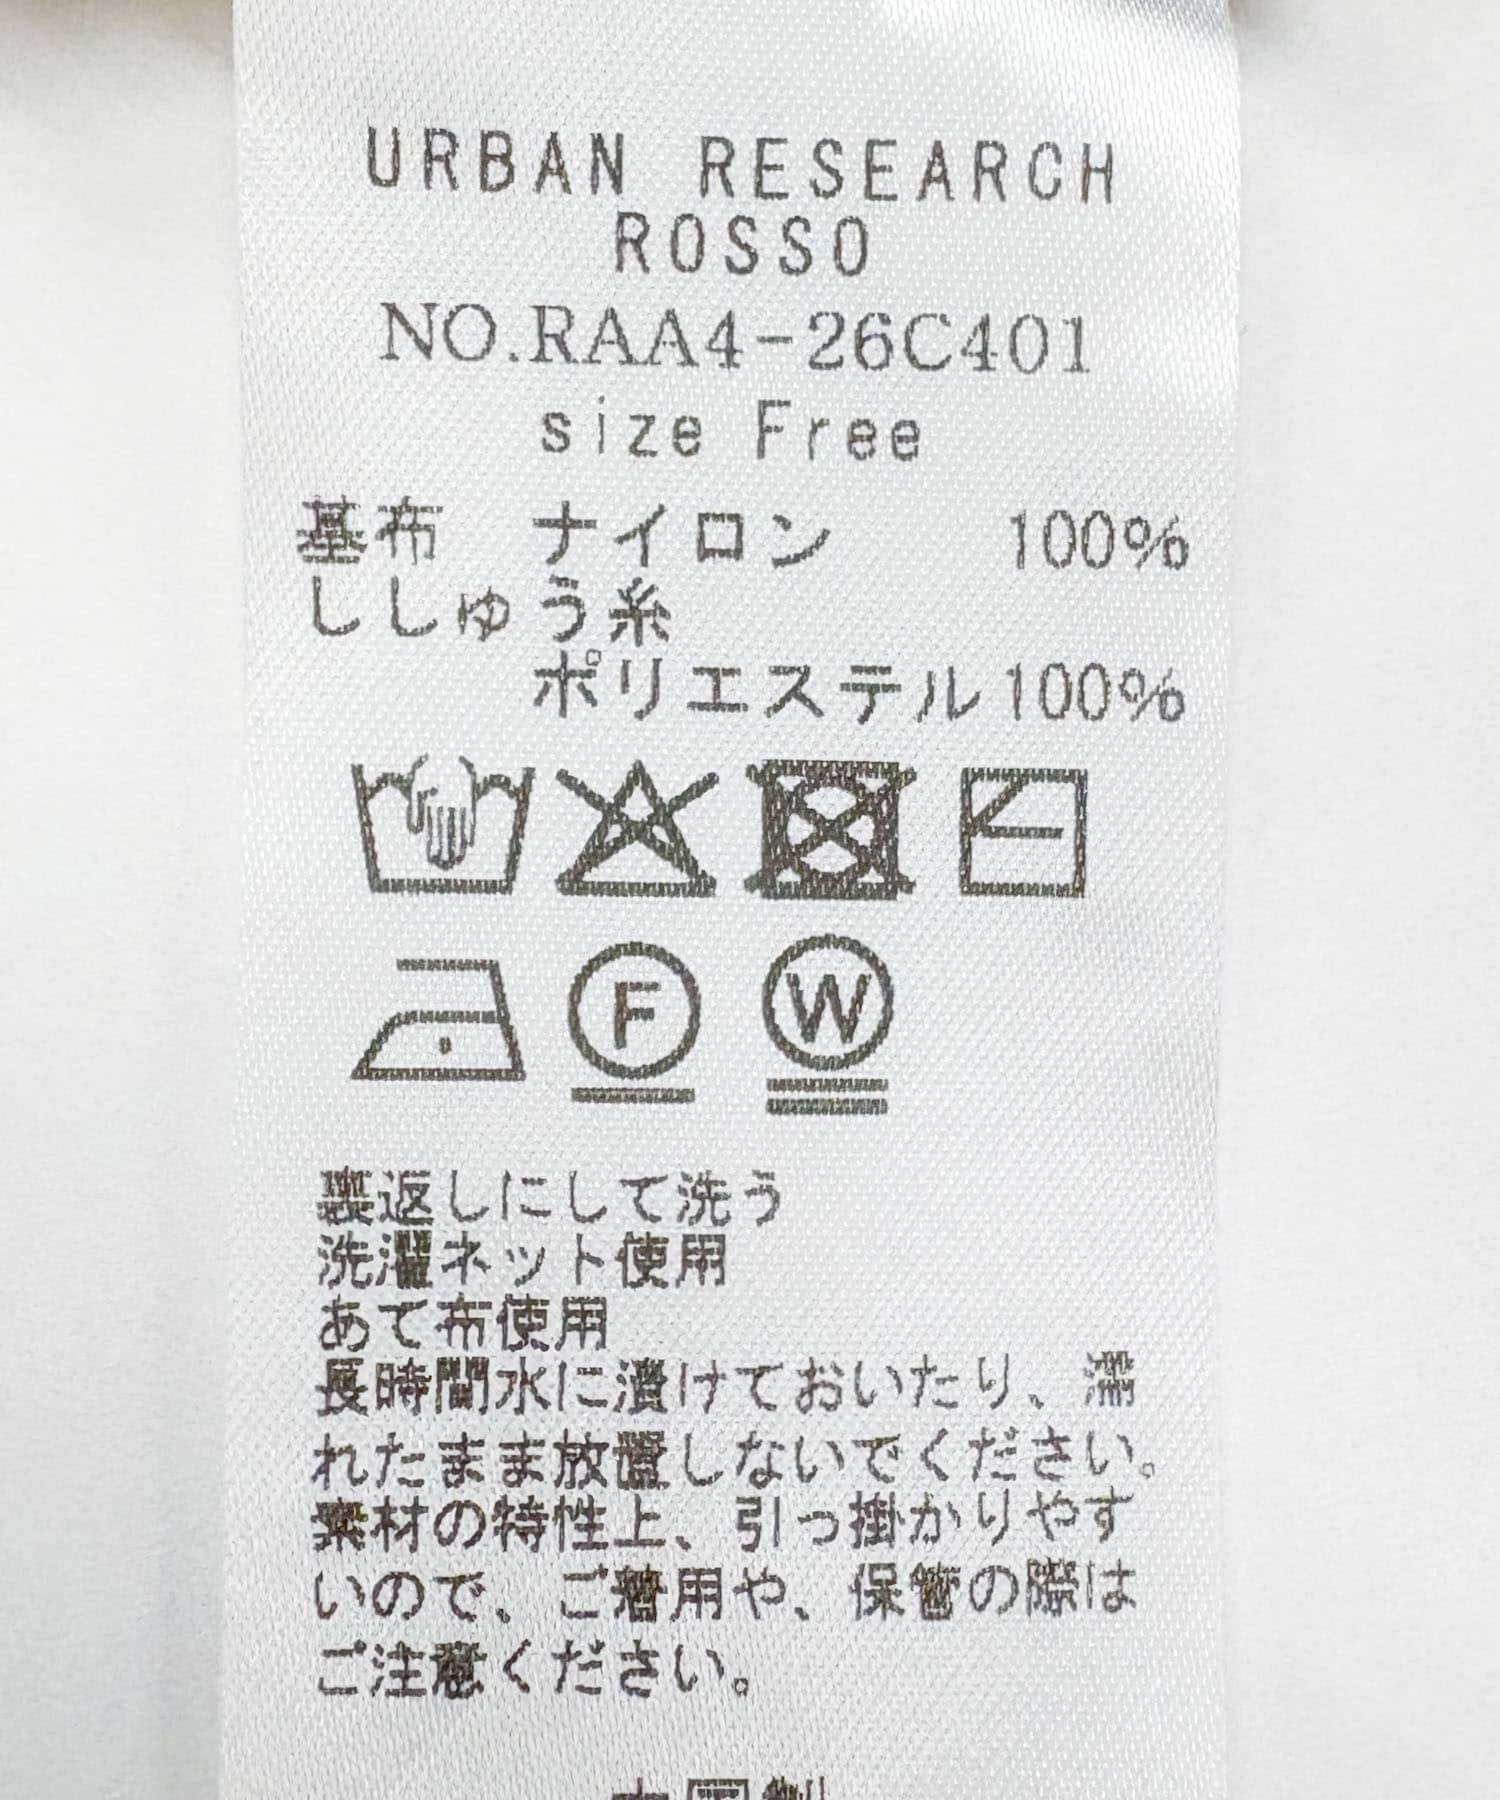 URBAN RESEARCH
ROSSO
NO.RAA4-26C401
size Free
基布 ナイロン 100%
ししゅう糸
ポリエステル100%
F W
裏返しにして洗う
洗濯ネット使用
あて布使用
長時間水に漬けておいたり、濡
れたまま放置しないでください。
素材の特性上、引っ掛かりやす
いので、ご着用や、保管の際は
ご注意ください。